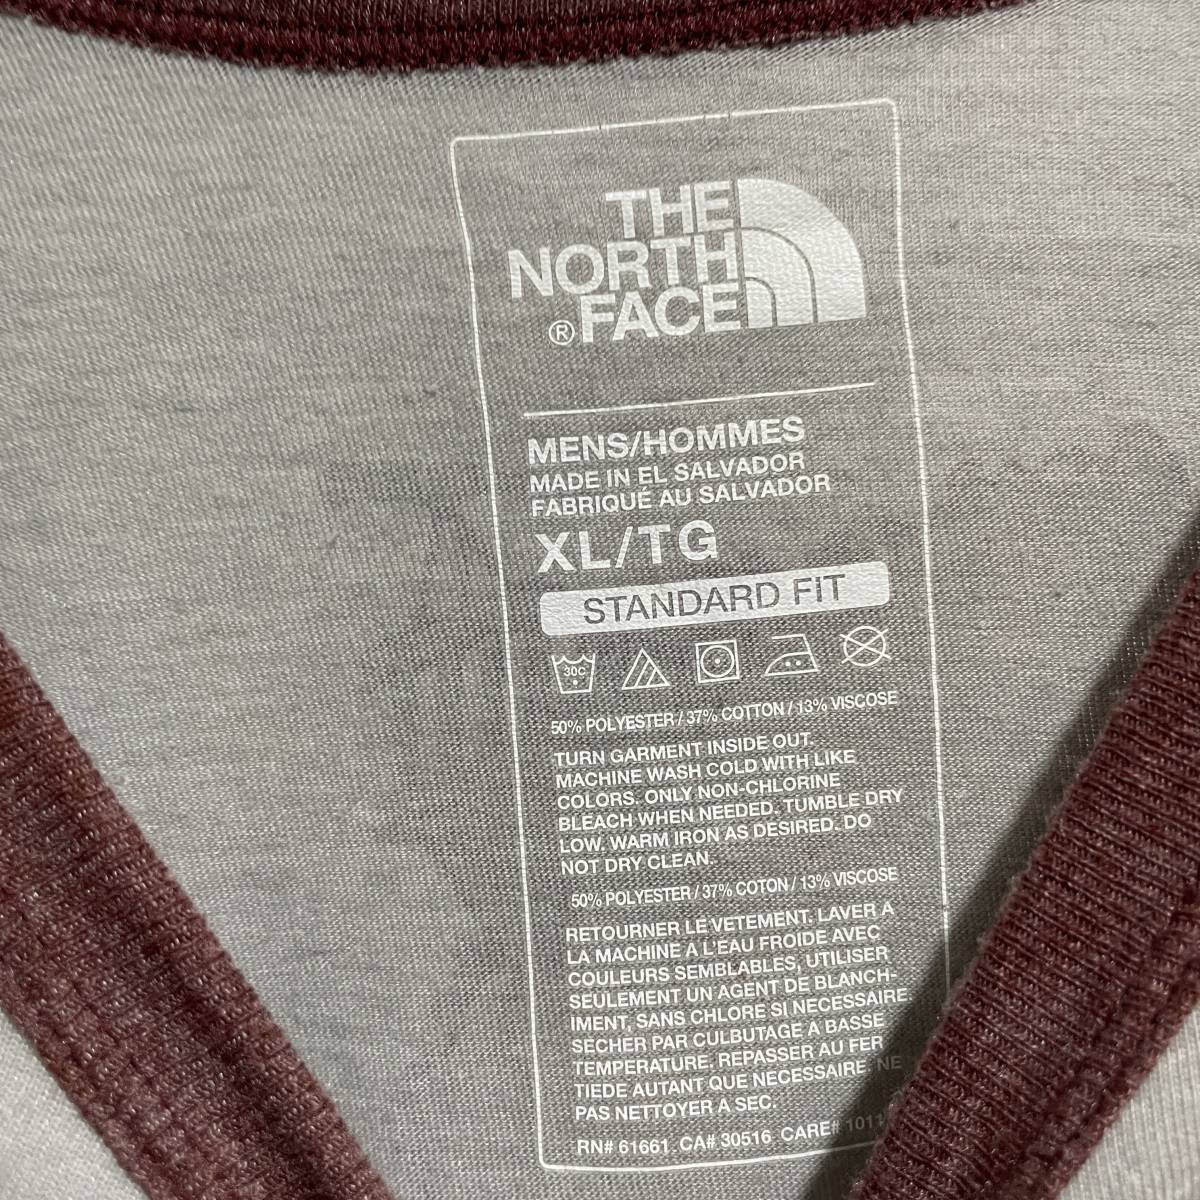 THE
NORTH
® FACE
MENS/HOMMES
MADE IN EL SALVADOR
FABRIQUÉ AU SALVADOR
XL/TG
STANDARD FIT
30C
50% POLYESTER / 37% COTTON / 13% VISCOSE
TURN GARMENT INSIDE OUT.
MACHINE WASH COLD WITH LIKE
COLORS. ONLY NON-CHLORINE
BLEACH WHEN NEEDED. TUMBLE DRY
LOW. WARM IRON AS DESIRED. DO
NOT DRY CLEAN.
50% POLYESTER / 37% COTON / 13% VISCOSE
RETOURNER LE VETEMENT. LAVER A
LA MACHINE A L'EAU FROIDE AVEC
COULEURS SEMBLABLES, UTILISER
SEULEMENT UN AGENT DE BLANCH-
IMENT, SANS CHLORE SI NECESSAIRE.
SECHER PAR CULBUTAGE A BASSE
TEMPERATURE. REPASSER AU FER
TIEDE AUTANT QUE NECESSAIRE. NE
PAS NETTOYER A SEC.
RN# 61661 CA# 30516 CARE#